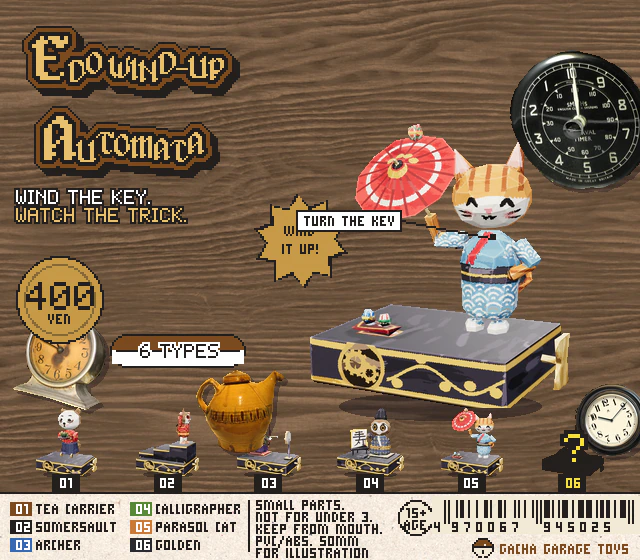 EDO WIND-UP
AUTOMATA
WIND THE KEY.
WATCH THE TRICK.
TURN THE KEY
IT UP!
400
YEN
6 TYPES
01
02
03
04
05
?
06
01 TEA CARRIER
02 SOMERSAULT
03 ARCHER
04 CALLIGRAPHER
05 PARASOL CAT
06 GOLDEN
SMALL PARTS.
NOT FOR UNDER 3.
KEEP FROM MOUTH.
PVC/ABS. 50MM
FOR ILLUSTRATION
15+
AGE
4 970067 945025
GACHA GARAGE TOYS